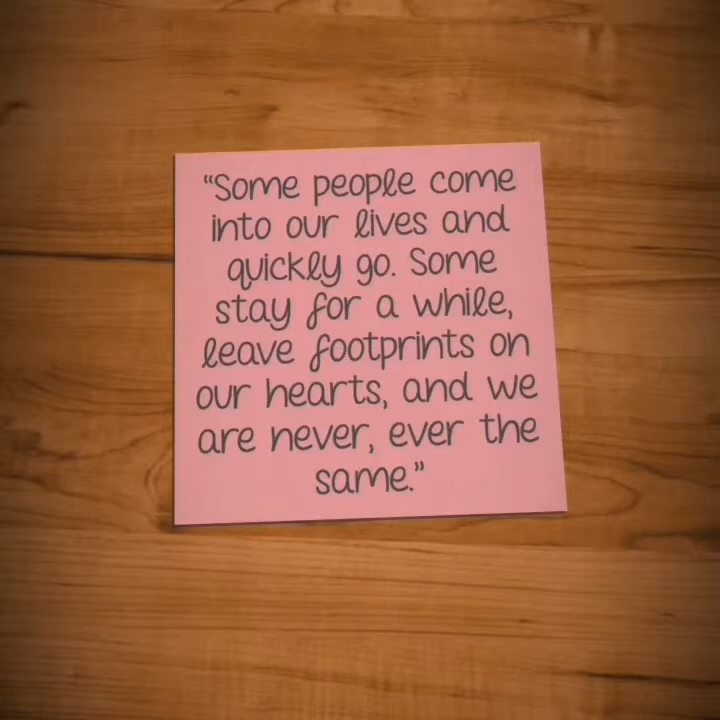 “Some people come
into our lives and
quickly go. Some
stay for a while,
leave footprints on
our hearts, and we
are never, ever the
same.”